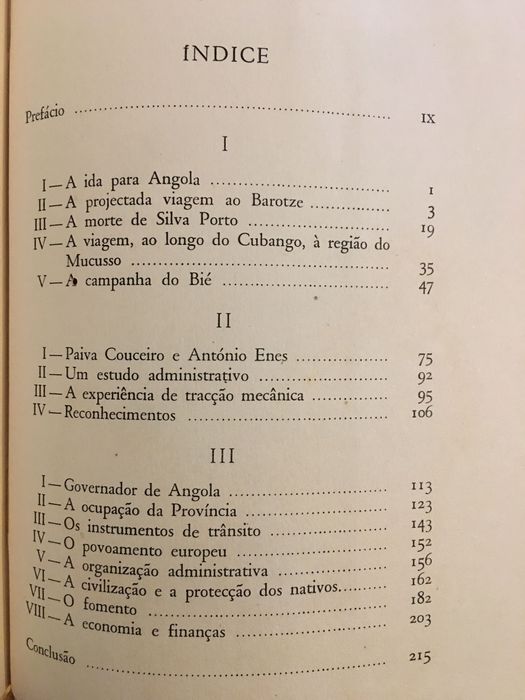 ÍNDICE
Prefácio ........ IX
I
I—A ida para Angola ........ 1
II—A projectada viagem ao Barotze ........ 3
III—A morte de Silva Porto ........ 19
IV—A viagem, ao longo do Cubango, à região do
Mucusso ........ 35
V—A campanha do Bié ........ 47
II
I—Paiva Couceiro e António Enes ........ 75
II—Um estudo administrativo ........ 92
III—A experiência de tracção mecânica ........ 95
IV—Reconhecimentos ........ 106
III
I—Governador de Angola ........ 113
II—A ocupação da Província ........ 123
III—Os instrumentos de trânsito ........ 143
IV—O povoamento europeu ........ 152
V—A organização administrativa ........ 156
VI—A civilização e a protecção dos nativos ........ 162
VII—O fomento ........ 182
VIII—A economia e finanças ........ 203
Conclusão ........ 215